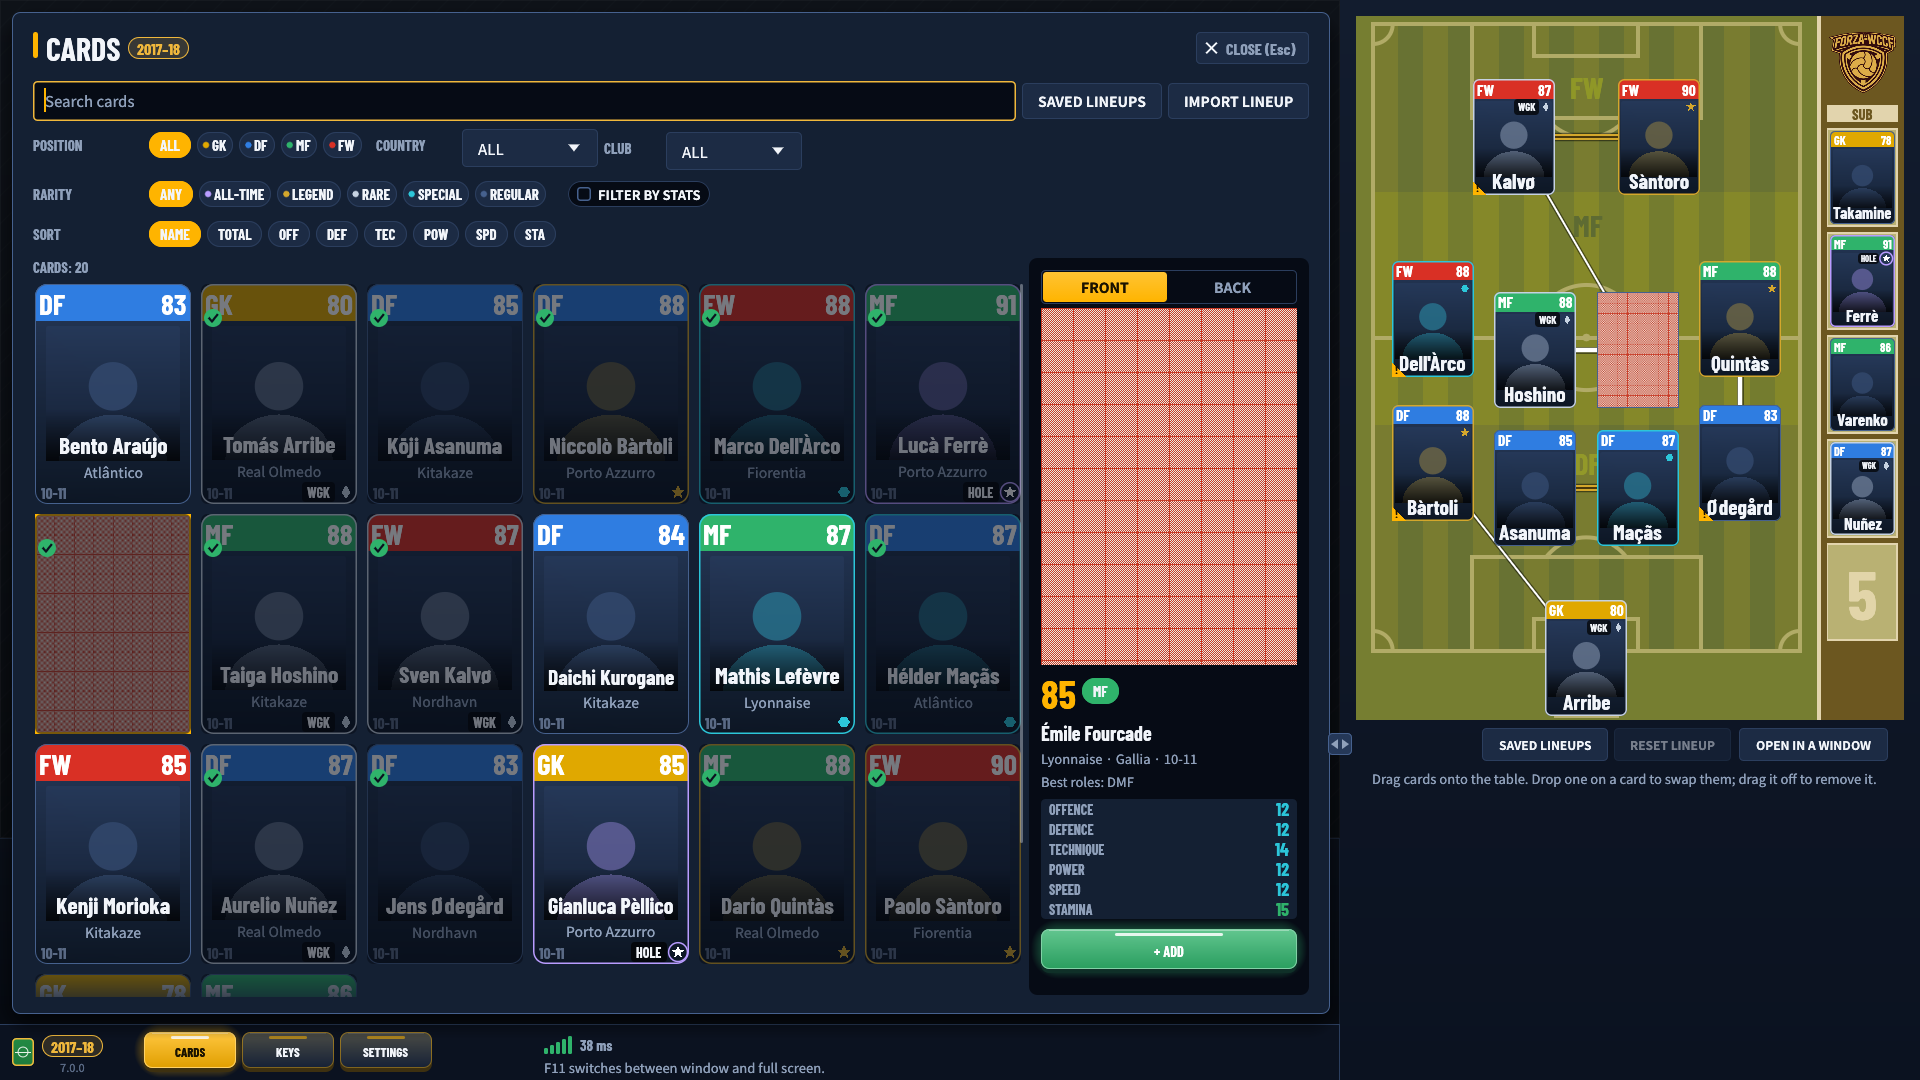 CARDS 2017-18
CLOSE (Esc)
Search cards
SAVED LINEUPS
IMPORT LINEUP
POSITION ALL GK DF MF FW COUNTRY ALL CLUB ALL
RARITY ANY ALL-TIME LEGEND RARE SPECIAL REGULAR FILTER BY STATS
SORT NAME TOTAL OFF DEF TEC POW SPD STA
CARDS: 20
DF 83
Bento Araújo
Atlântico
10-11
GK 80
Tomás Arribe
Real Olmedo
10-11 WGK
DF 85
Kōji Asanuma
Kitakaze
10-11
DF 88
Niccolò Bàrtoli
Porto Azzurro
10-11
FW 88
Marco Dell'Àrco
Fiorentia
10-11
MF 91
Lucà Ferrè
Porto Azzurro
10-11 HOLE
MF 88
Taiga Hoshino
Kitakaze
10-11 WGK
FW 87
Sven Kalvø
Nordhavn
10-11 WGK
DF 84
Daichi Kurogane
Kitakaze
10-11
MF 87
Mathis Lefèvre
Lyonnaise
10-11
DF 87
Hélder Maçãs
Atlântico
10-11
FW 85
Kenji Morioka
Kitakaze
10-11
DF 87
Aurelio Nuñez
Real Olmedo
10-11 WGK
DF 83
Jens Ødegård
Nordhavn
10-11
GK 85
Gianluca Pèllico
Porto Azzurro
10-11 HOLE
MF 88
Dario Quintàs
Real Olmedo
10-11
FW 90
Paolo Sàntoro
Fiorentia
10-11
GK 78
MF 86
FRONT BACK
85 MF
Émile Fourcade
Lyonnaise · Gallia · 10-11
Best roles: DMF
OFFENCE 12
DEFENCE 12
TECHNIQUE 14
POWER 12
SPEED 12
STAMINA 15
+ ADD
2017-18
7.0.0
CARDS
KEYS
SETTINGS
38 ms
F11 switches between window and full screen.
FW
MF
DF
FW 87
WGK
Kalvø
FW 90
Sàntoro
FW 88
Dell'Àrco
MF 88
WGK
Hoshino
MF 88
Quintàs
DF 88
Bàrtoli
DF 85
Asanuma
DF 87
Maçãs
DF 83
Ødegård
GK 80
WGK
Arribe
FORZA-WCCF
SUB
GK 78
Takamine
MF 91
HOLE
Ferrè
MF 86
Varenko
DF 87
WGK
Nuñez
5
SAVED LINEUPS
RESET LINEUP
OPEN IN A WINDOW
Drag cards onto the table. Drop one on a card to swap them; drag it off to remove it.